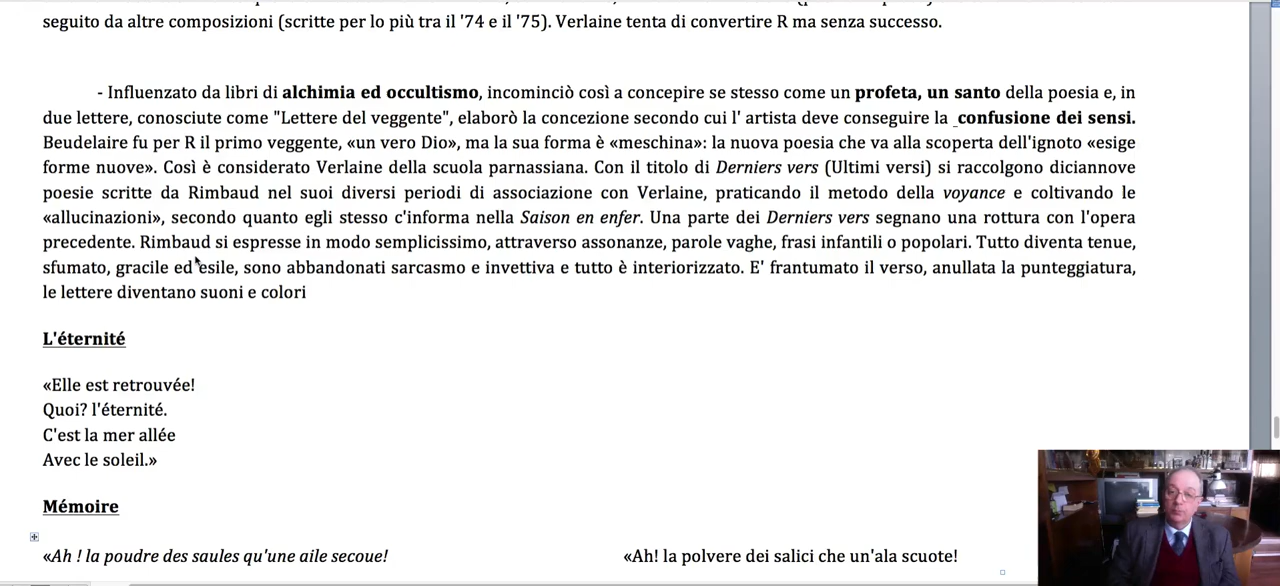 seguito da altre composizioni (scritte per lo più tra il '74 e il '75). Verlaine tenta di convertire R ma senza successo.
- Influenzato da libri di alchimia ed occultismo, incominciò così a concepire se stesso come un profeta, un santo della poesia e, in
due lettere, conosciute come "Lettere del veggente", elaborò la concezione secondo cui l' artista deve conseguire la _confusione dei sensi.
Beudelaire fu per R il primo veggente, «un vero Dio», ma la sua forma è «meschina»: la nuova poesia che va alla scoperta dell'ignoto «esige
forme nuove». Così è considerato Verlaine della scuola parnassiana. Con il titolo di Derniers vers (Ultimi versi) si raccolgono diciannove
poesie scritte da Rimbaud nel suoi diversi periodi di associazione con Verlaine, praticando il metodo della voyance e coltivando le
«allucinazioni», secondo quanto egli stesso c'informa nella Saison en enfer. Una parte dei Derniers vers segnano una rottura con l'opera
precedente. Rimbaud si espresse in modo semplicissimo, attraverso assonanze, parole vaghe, frasi infantili o popolari. Tutto diventa tenue,
sfumato, gracile ed esile, sono abbandonati sarcasmo e invettiva e tutto è interiorizzato. E' frantumato il verso, anullata la punteggiatura,
le lettere diventano suoni e colori
L'éternité
«Elle est retrouvée!
Quoi? l'éternité.
C'est la mer allée
Avec le soleil.»
Mémoire
«Ah ! la poudre des saules qu'une aile secoue!
«Ah! la polvere dei salici che un'ala scuote!